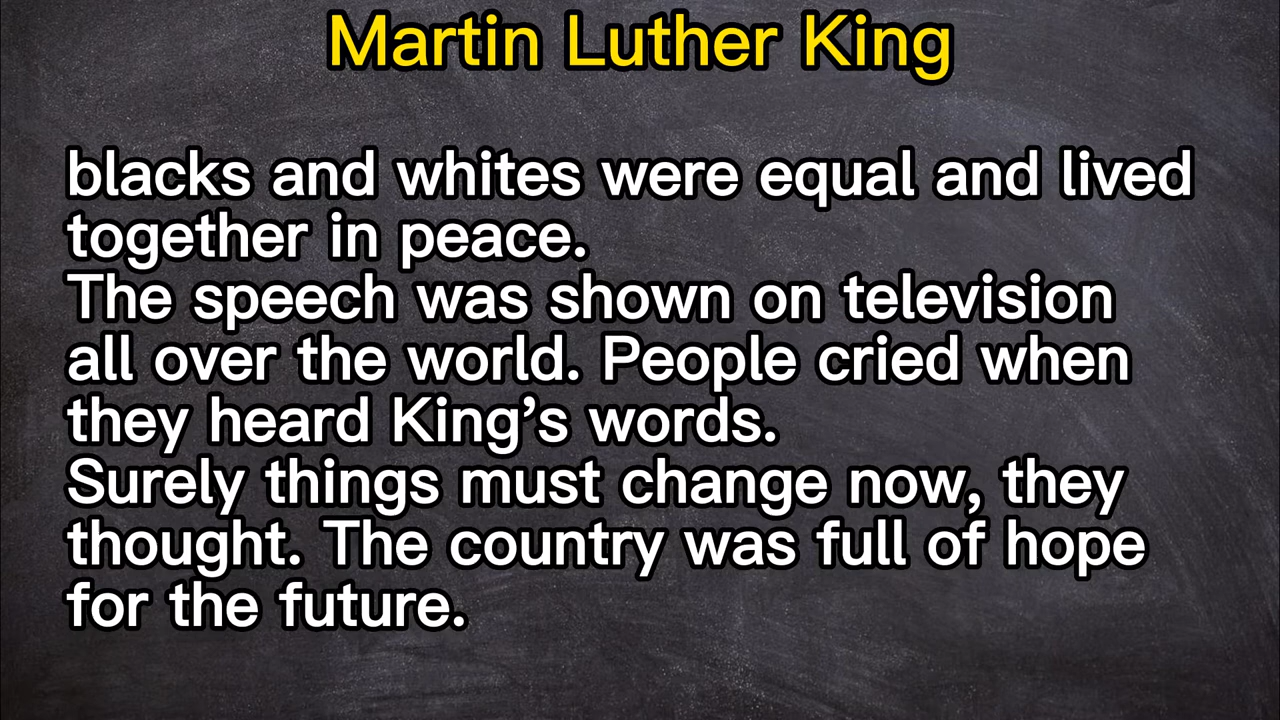 Martin Luther King
blacks and whites were equal and lived
together in peace.
The speech was shown on television
all over the world. People cried when
they heard King’s words.
Surely things must change now, they
thought. The country was full of hope
for the future.